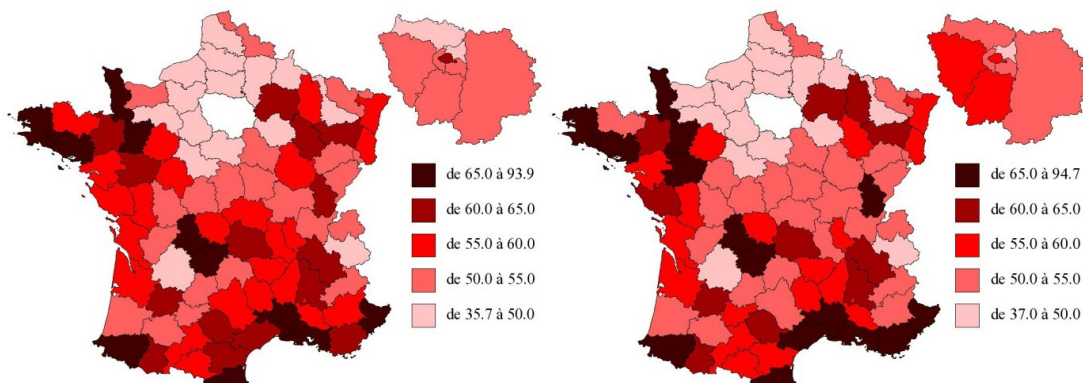 de 65.0 à 93.9
de 60.0 à 65.0
de 55.0 à 60.0
de 50.0 à 55.0
de 35.7 à 50.0
de 65.0 à 94.7
de 60.0 à 65.0
de 55.0 à 60.0
de 50.0 à 55.0
de 37.0 à 50.0